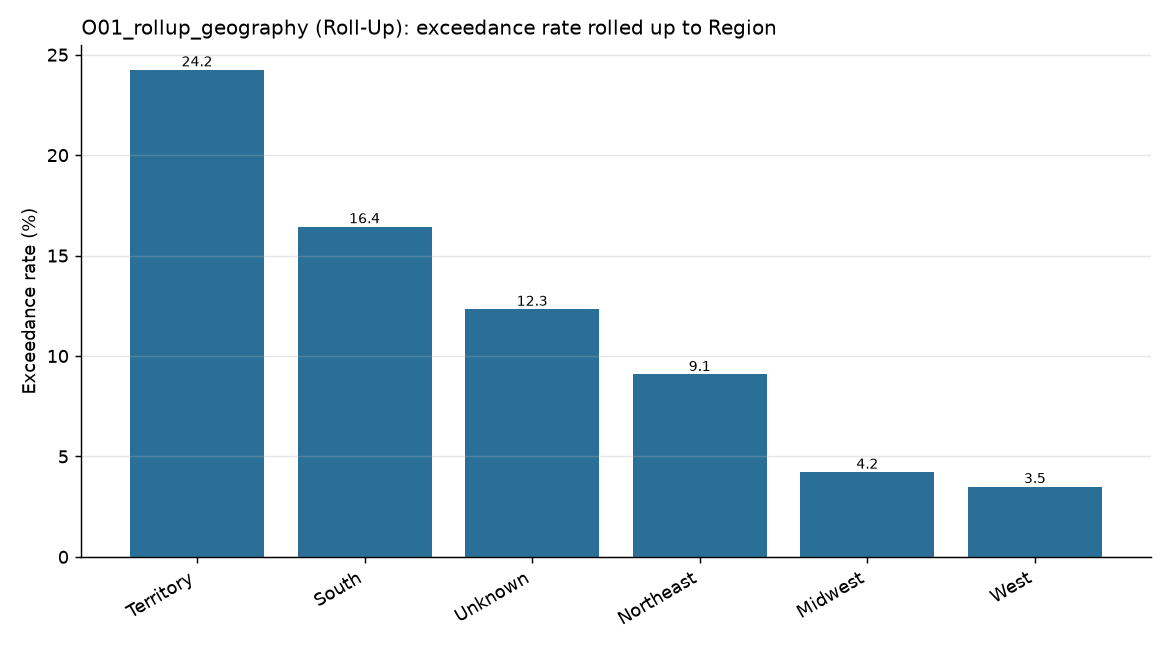 O01_rollup_geography (Roll-Up): exceedance rate rolled up to Region
Exceedance rate (%)
25
20
15
10
5
0
24.2
16.4
12.3
9.1
4.2
3.5
Territory
South
Unknown
Northeast
Midwest
West